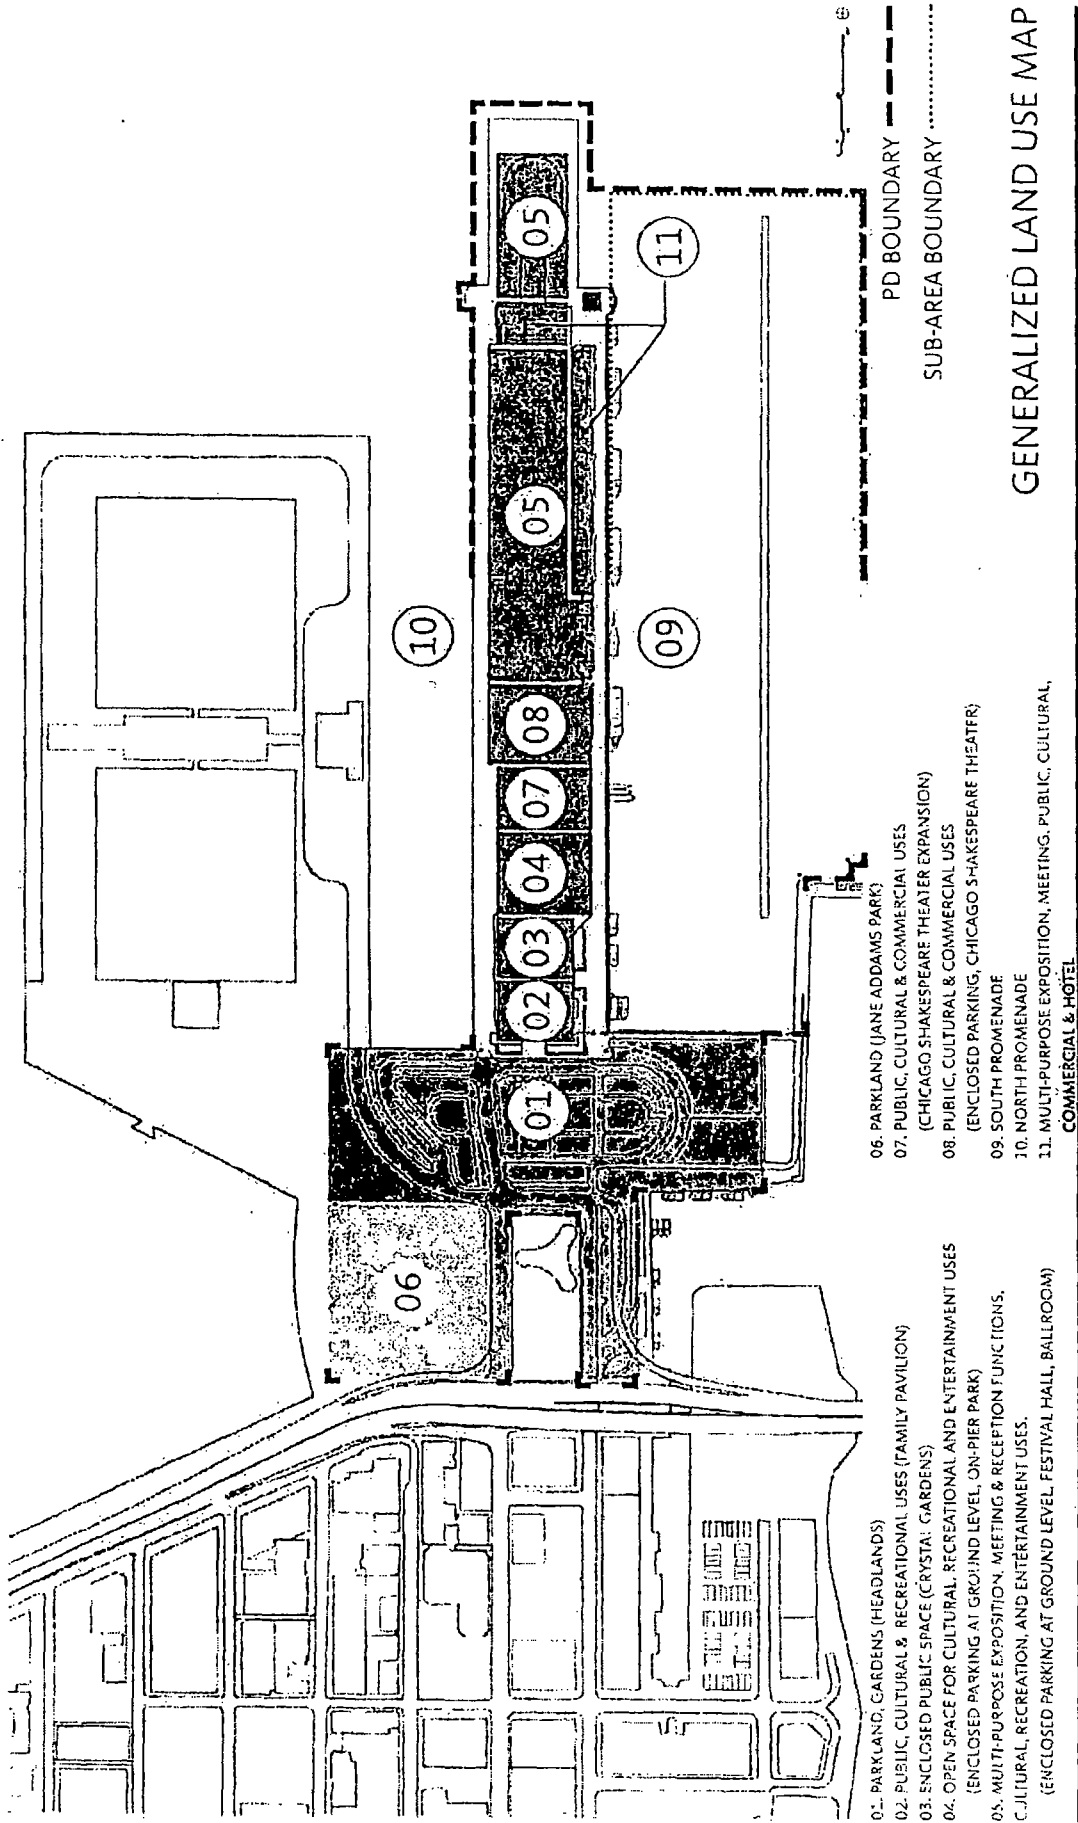 10
05
05
11
08
07
04
03
02
01
06
09
PD BOUNDARY
SUB-AREA BOUNDARY
GENERALIZED LAND USE MAP
01. PARKLAND, GARDENS (HEADLANDS)
02. PUBLIC, CULTURAL & RECREATIONAL USES (FAMILY PAVILION)
03. ENCLOSED PUBLIC SPACE (CRYSTAL GARDENS)
04. OPEN SPACE FOR CULTURAL, RECREATIONAL AND ENTERTAINMENT USES
(ENCLOSED PARKING AT GROUND LEVEL, ON-PIER PARK)
05. MULTI-PURPOSE EXPOSITION, MEETING & RECEPTION FUNCTIONS,
CULTURAL, RECREATION, AND ENTERTAINMENT USES.
(ENCLOSED PARKING AT GROUND LEVEL FESTIVAL HALL, BALLROOM)
06. PARKLAND (JANE ADDAMS PARK)
07. PUBLIC, CULTURAL & COMMERCIAL USES
(CHICAGO SHAKESPEARE THEATER EXPANSION)
08. PUBLIC, CULTURAL & COMMERCIAL USES
(ENCLOSED PARKING, CHICAGO SHAKESPEARE THEATER)
09. SOUTH PROMENADE
10. NORTH PROMENADE
11. MULTI-PURPOSE EXPOSITION, MEETING, PUBLIC, CULTURAL,
COMMERCIAL & HOTEL